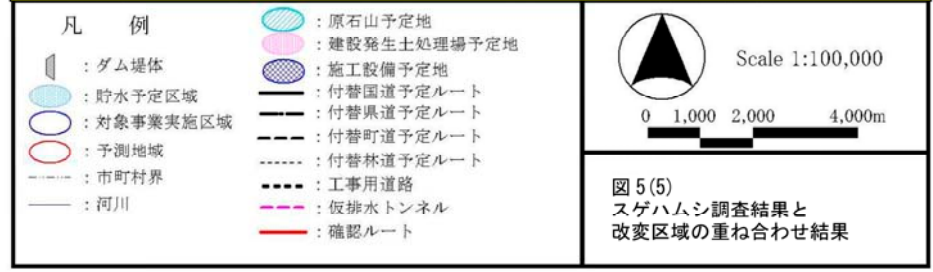 凡 例
：ダム堤体
：貯水予定区域
：対象事業実施区域
：予測地域
：市町村界
：河川
：原石山予定地
：建設発生土処理場予定地
：施工設備予定地
：付替国道予定ルート
：付替県道予定ルート
：付替町道予定ルート
：付替林道予定ルート
：工事用道路
：仮排水トンネル
：確認ルート
Scale 1:100,000
0 1,000 2,000 4,000m
図 5(5)
スゲハムシ調査結果と
改変区域の重ね合わせ結果